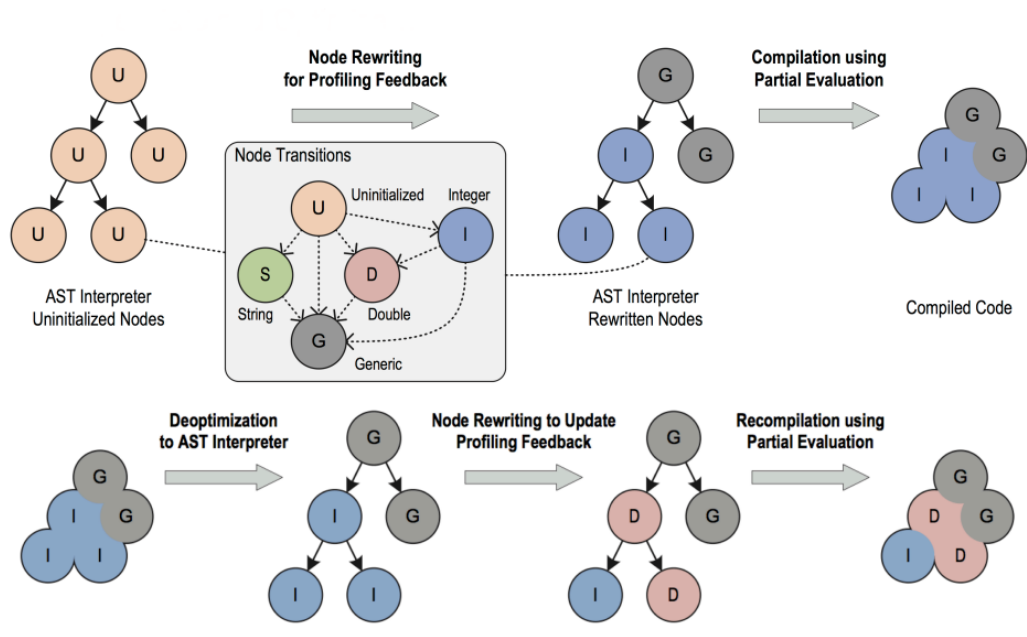 Node Rewriting
for Profiling Feedback
Compilation using
Partial Evaluation
U
G
G
U
U
I
G
I
G
U
U
I
I
I
I
Node Transitions
U
Uninitialized
Integer
I
S
D
String
Double
G
Generic
AST Interpreter
Uninitialized Nodes
AST Interpreter
Rewritten Nodes
Compiled Code
Deoptimization
to AST Interpreter
Node Rewriting to Update
Profiling Feedback
Recompilation using
Partial Evaluation
G
I
G
I
I
G
I
G
I
I
G
D
G
I
D
G
D
G
I
D